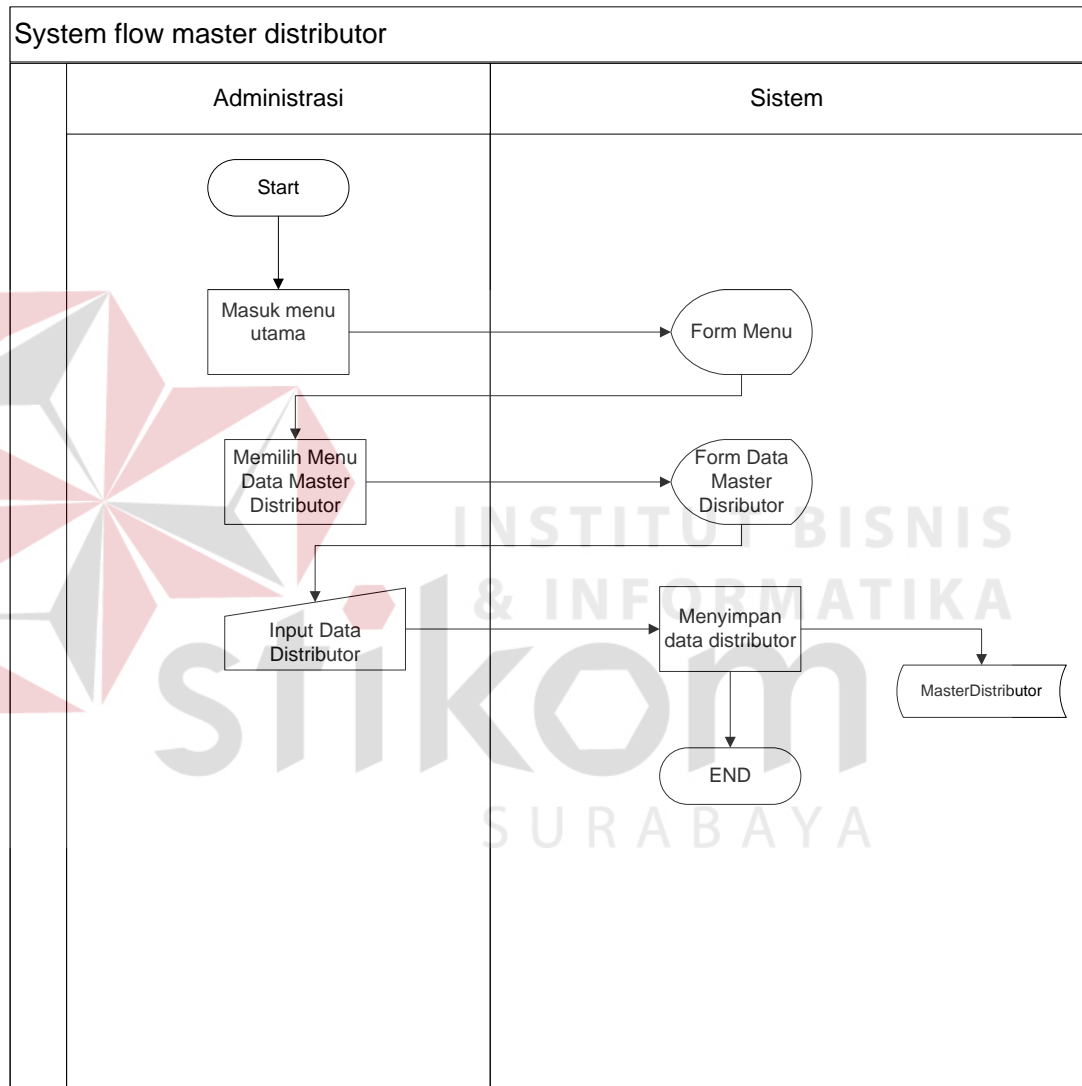 System flow master distributor
Administrasi
Sistem
Start
Masuk menu
utama
Form Menu
Memilih Menu
Data Master
Distributor
Form Data
Master
Disributor
INSTITUT BISNIS
& INFORMATIKA
Input Data
Distributor
Menyimpan
data distributor
MasterDistributor
stikom
END
SURABAYA